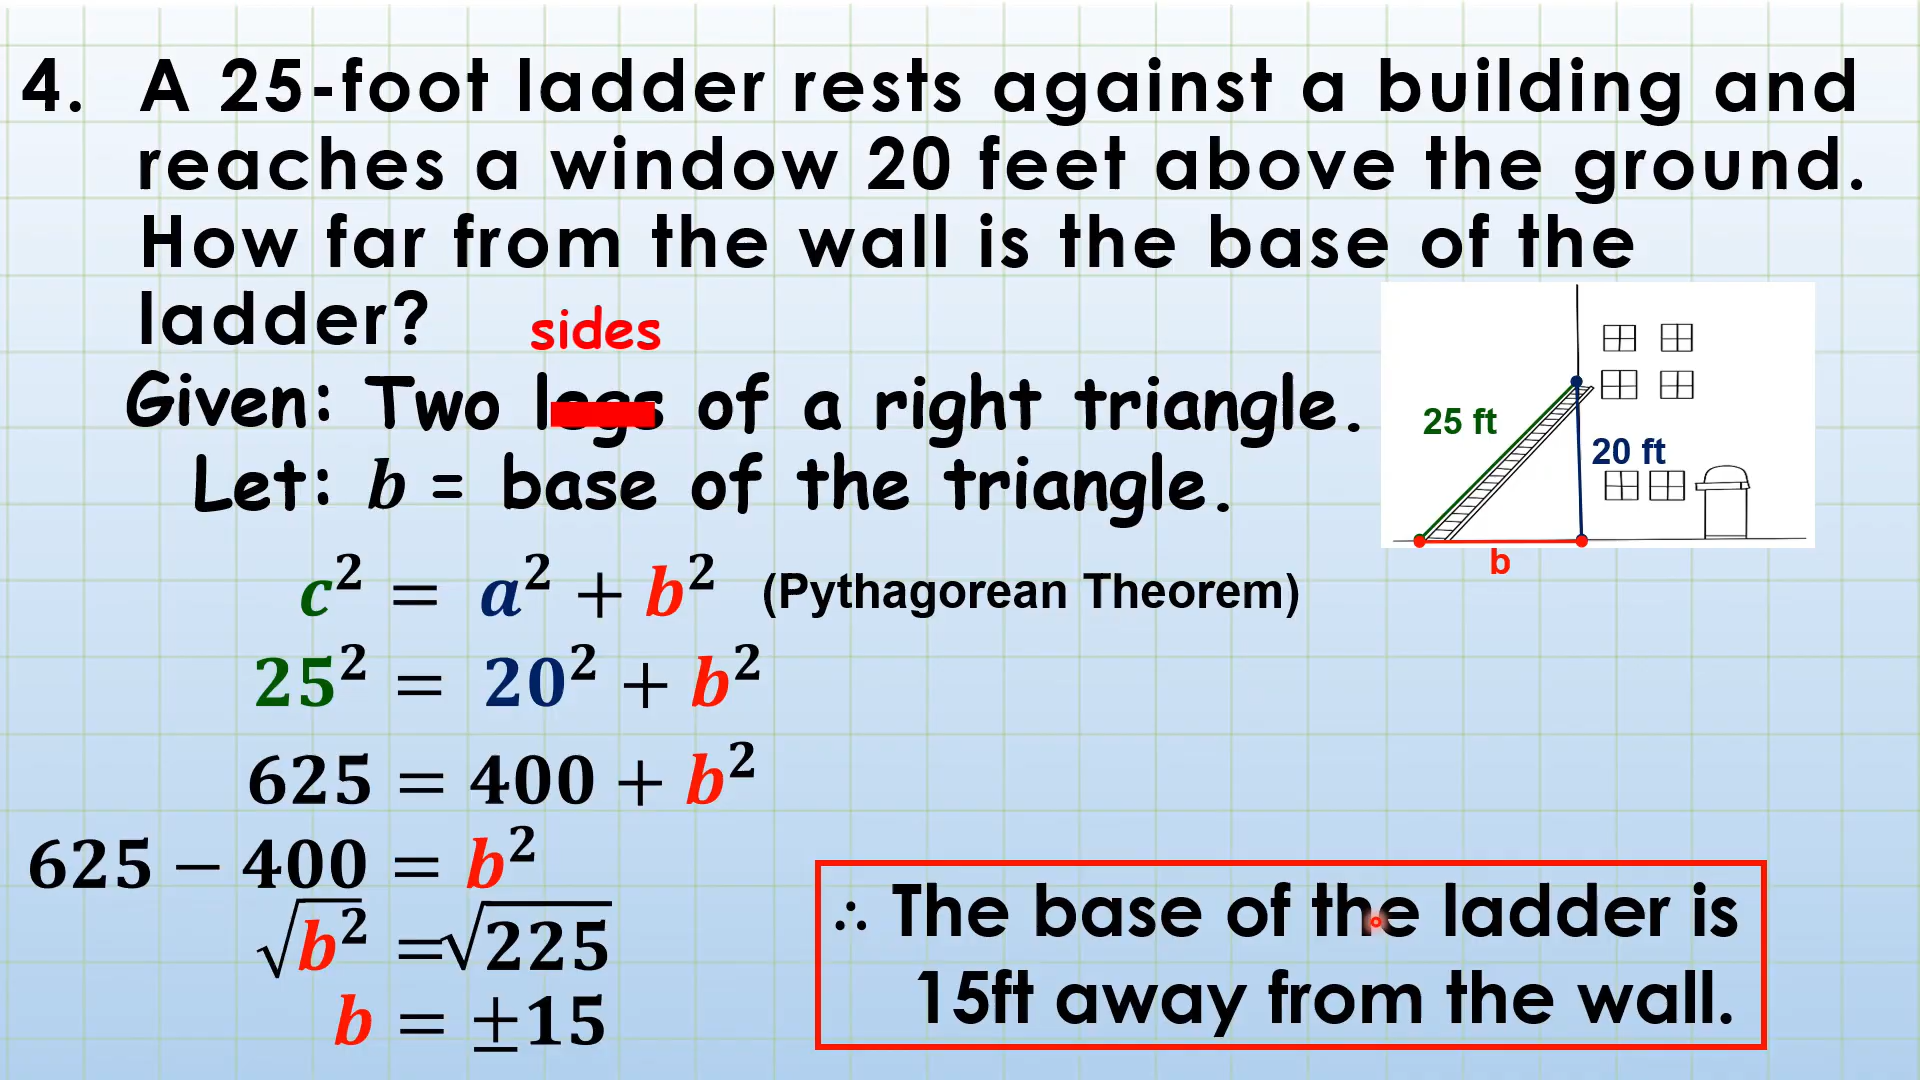 4. A 25-foot ladder rests against a building and
reaches a window 20 feet above the ground.
How far from the wall is the base of the
ladder?
sides
Given: Two legs of a right triangle.
Let: b = base of the triangle.
25 ft
20 ft
b
c² = a² + b² (Pythagorean Theorem)
25² = 20² + b²
625 = 400 + b²
625 − 400 = b²
√b² = √225
b = ±15
∴ The base of the ladder is
15ft away from the wall.